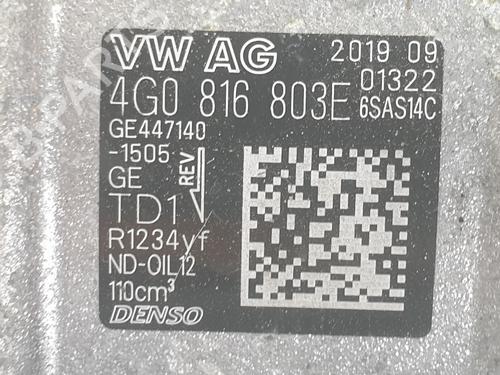 VW AG 2019 09
01322
4G0 816 803E 6SAS14C
GE447140
-1505
GE
REV
TD1
R1234yf
ND-OIL12
110cm³
DENSO